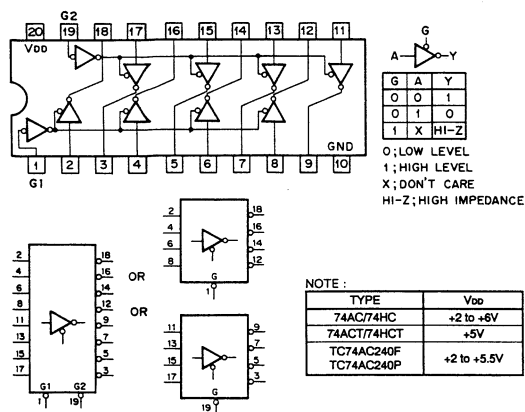 G2
20 19 18 17 16 15 14 13 12 11
VDD
GND
1 2 3 4 5 6 7 8 9 10
G1
G
A Y
G A Y
0 0 1
0 1 0
1 X HI-Z
0;LOW LEVEL
1;HIGH LEVEL
X;DON'T CARE
HI-Z;HIGH IMPEDANCE
2 18
4 16
6 14
8 12
11 9
13 7
15 5
17 3
G1 G2
1 19
OR
OR
2 18
4 16
6 14
8 12
G
1
11 9
13 7
15 5
17 3
G
19
NOTE:
TYPE VDD
74AC/74HC +2 to +6V
74ACT/74HCT +5V
TC74AC240F
TC74AC240P +2 to +5.5V